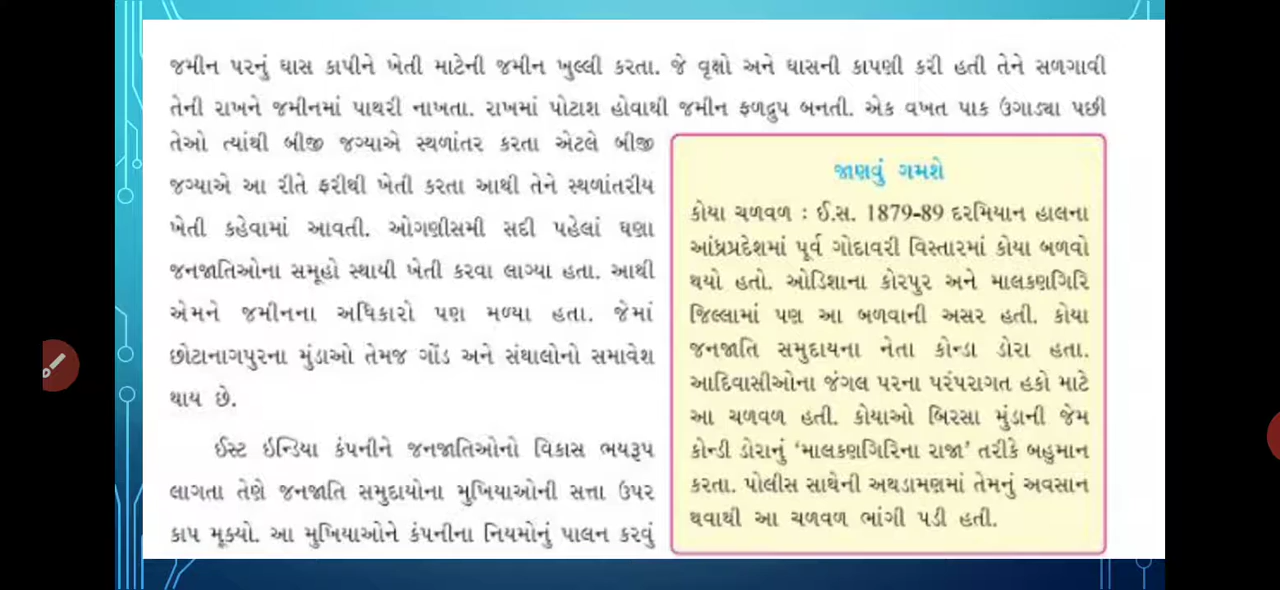 જમીન પરનું ઘાસ કાપીને ખેતી માટેની જમીન ખુલ્લી કરતા. જે વૃક્ષો અને ઘાસની કાપણી કરી હતી તેને સળગાવી
તેની રાખને જમીનમાં પાથરી નાખતા. રાખમાં પોટાશ હોવાથી જમીન ફળદ્રુપ બનતી. એક વખત પાક ઉગાડ્યા પછી
તેઓ ત્યાંથી બીજી જગ્યાએ સ્થળાંતર કરતા એટલે બીજી
જગ્યાએ આ રીતે ફરીથી ખેતી કરતા આથી તેને સ્થળાંતરીય
ખેતી કહેવામાં આવતી. ઓગણીસમી સદી પહેલાં ઘણા
જનજાતિઓના સમૂહો સ્થાયી ખેતી કરવા લાગ્યા હતા. આથી
એમને જમીનના અધિકારો પણ મળ્યા હતા. જેમાં
છોટાનાગપુરના મુંડાઓ તેમજ ગોંડ અને સંથાલોનો સમાવેશ
થાય છે.
ઈસ્ટ ઇન્ડિયા કંપનીને જનજાતિઓનો વિકાસ ભયરૂપ
લાગતા તેણે જનજાતિ સમુદાયોના મુખિયાઓની સત્તા ઉપર
કાપ મૂક્યો. આ મુખિયાઓને કંપનીના નિયમોનું પાલન કરવું
જાણવું ગમશે
કોયા ચળવળ : ઈ.સ. 1879-89 દરમિયાન હાલના
આંધ્રપ્રદેશમાં પૂર્વ ગોદાવરી વિસ્તારમાં કોયા બળવો
થયો હતો. ઓડિશાના કોરપુર અને માલકણગિરિ
જિલ્લામાં પણ આ બળવાની અસર હતી. કોયા
જનજાતિ સમુદાયના નેતા કોન્ડા ડોરા હતા.
આદિવાસીઓના જંગલ પરના પરંપરાગત હકો માટે
આ ચળવળ હતી. કોયાઓ બિરસા મુંડાની જેમ
કોન્ડી ડોરાનું ‘માલકણગિરિના રાજા’ તરીકે બહુમાન
કરતા. પોલીસ સાથેની અથડામણમાં તેમનું અવસાન
થવાથી આ ચળવળ ભાંગી પડી હતી.